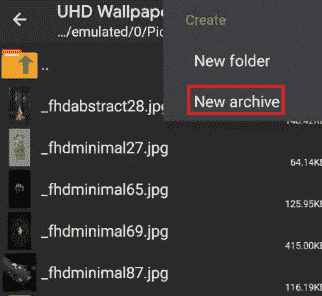 UHD Wallpape
.../emulated/0/Pic
Create
New folder
New archive
..
_fhdabstract28.jpg
_fhdminimal27.jpg
64.14KB
_fhdminimal65.jpg
125.95KB
_fhdminimal69.jpg
415.00KB
_fhdminimal87.jpg
116.19KB